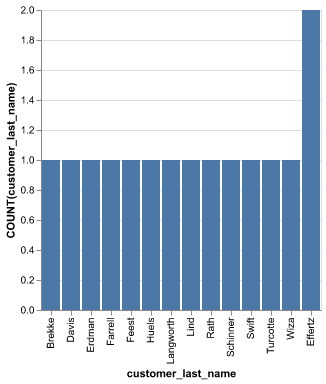 COUNT(customer_last_name)
2.0
1.8
1.6
1.4
1.2
1.0
0.8
0.6
0.4
0.2
0.0
Brekke
Davis
Erdman
Farrell
Feest
Huels
Langworth
Lind
Rath
Schinner
Swift
Turcotte
Wiza
Effertz
customer_last_name